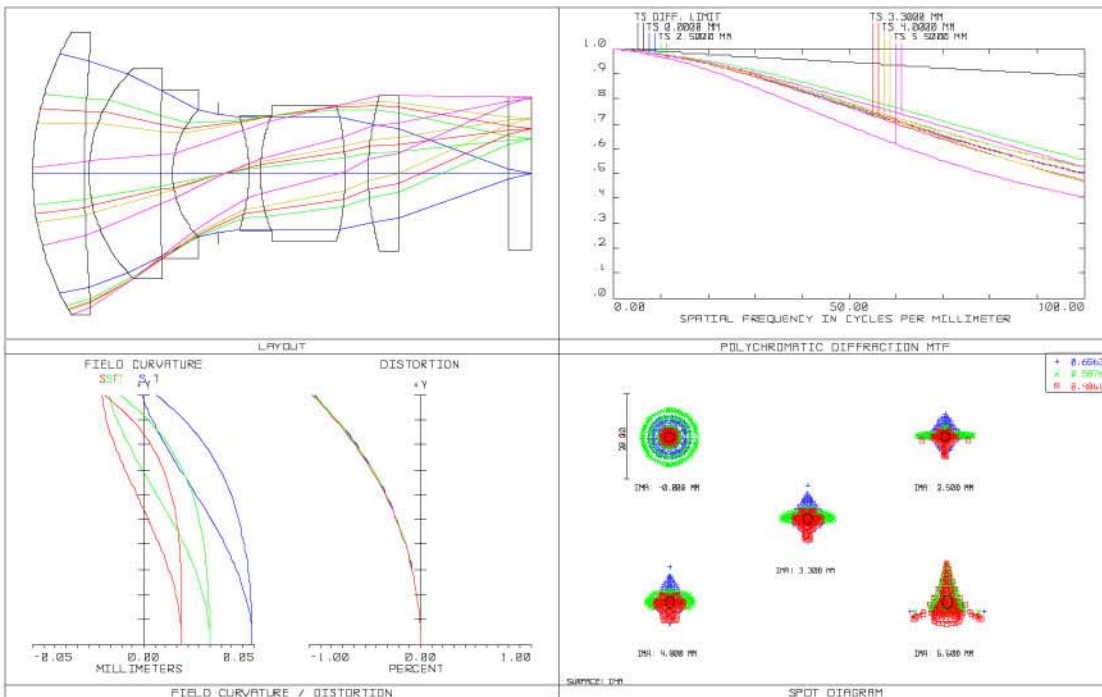 TS DIFF. LIMIT
TS 0.0000 MM
TS 2.5000 MM
TS 3.3000 MM
TS 4.0000 MM
TS 5.5000 MM
1.0
.9
.8
.7
.6
.5
.4
.3
.2
.1
.0
0.00
50.00
100.00
SPATIAL FREQUENCY IN CYCLES PER MILLIMETER
LAYOUT
POLYCHROMATIC DIFFRACTION MTF
FIELD CURVATURE
+Y
-0.05
0.00
0.05
MILLIMETERS
DISTORTION
+Y
-1.00
0.00
1.00
PERCENT
FIELD CURVATURE / DISTORTION
20.00
IMA: -0.000 MM
IMA: 2.500 MM
IMA: 3.300 MM
IMA: 4.000 MM
IMA: 5.500 MM
SURFACE: IMA
SPOT DIAGRAM